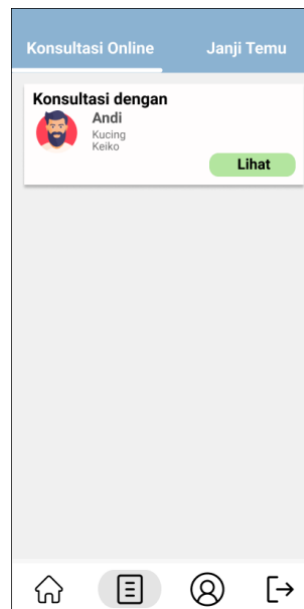 Konsultasi Online
Janji Temu
Konsultasi dengan
Andi
Kucing
Keiko
Lihat